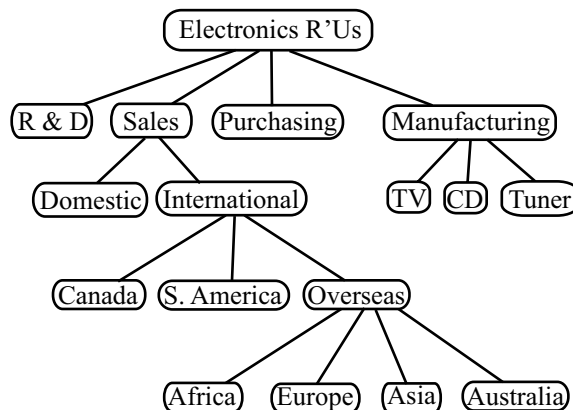 Electronics R’Us
R & D Sales Purchasing Manufacturing
Domestic International TV CD Tuner
Canada S. America Overseas
Africa Europe Asia Australia